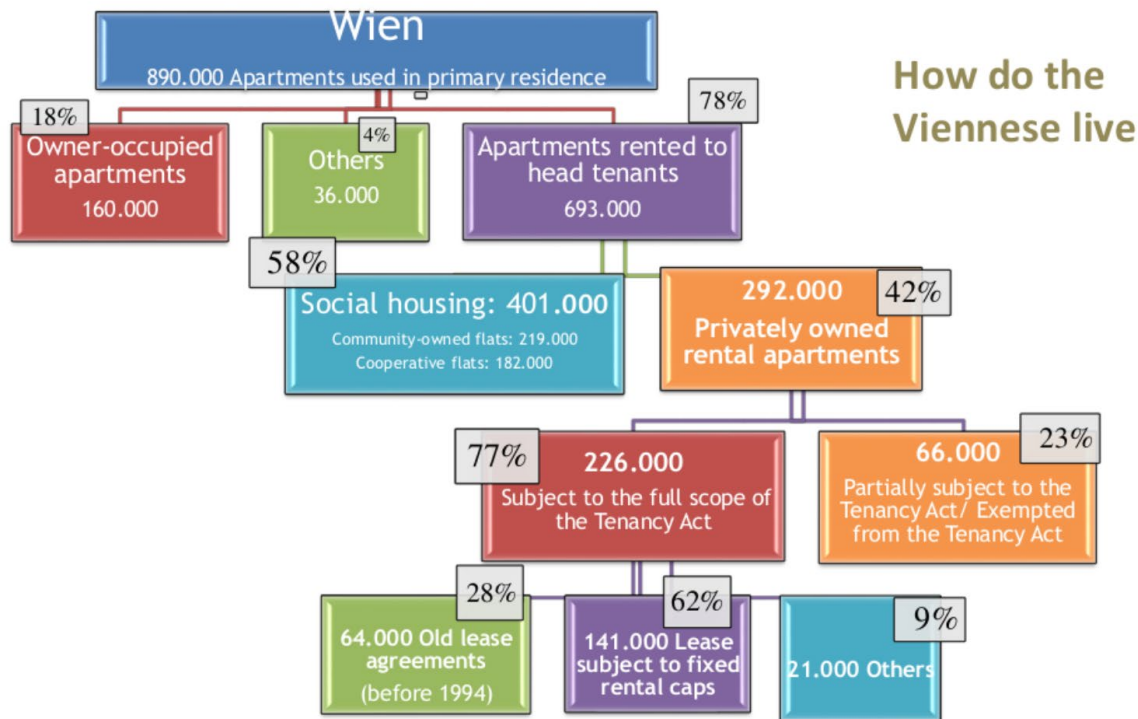 Wien
890.000 Apartments used in primary residence
How do the
Viennese live
18%
Owner-occupied
apartments
160.000
4%
Others
36.000
78%
Apartments rented to
head tenants
693.000
58%
Social housing: 401.000
Community-owned flats: 219.000
Cooperative flats: 182.000
42%
292.000
Privately owned
rental apartments
77%
226.000
Subject to the full scope of
the Tenancy Act
23%
66.000
Partially subject to the
Tenancy Act/ Exempted
from the Tenancy Act
28%
64.000 Old lease
agreements
(before 1994)
62%
141.000 Lease
subject to fixed
rental caps
9%
21.000 Others